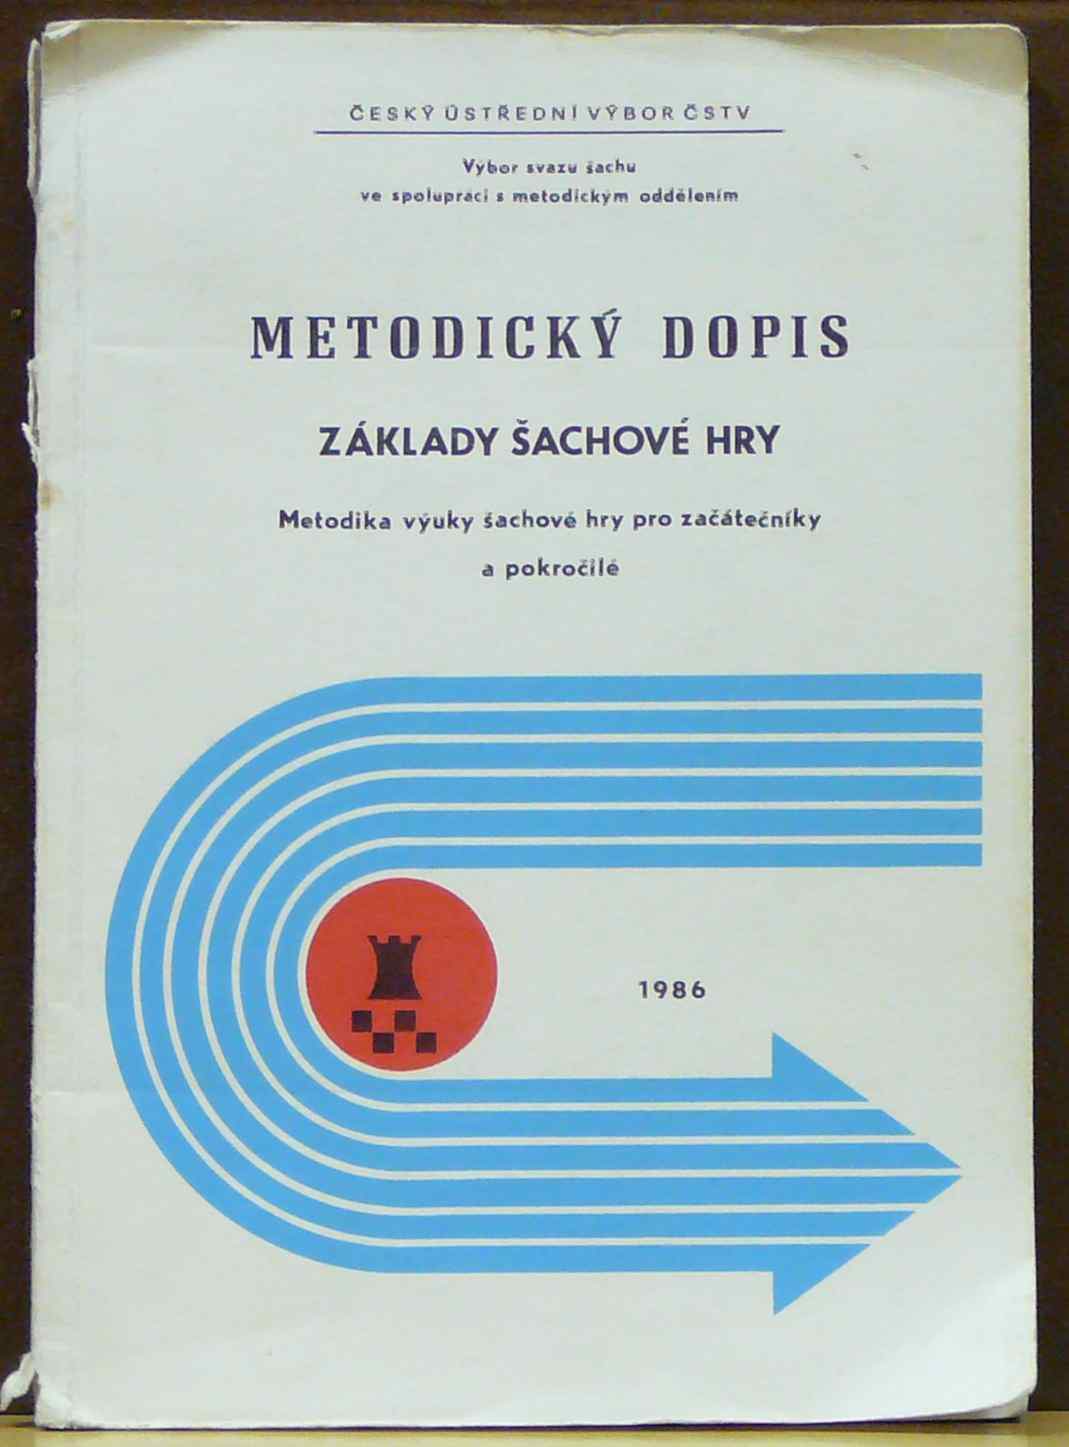 ČESKÝ ÚSTŘEDNÍ VÝBOR ČSTV
Výbor svazu šachu
ve spolupráci s metodickým oddělením
METODICKÝ DOPIS
ZÁKLADY ŠACHOVÉ HRY
Metodika výuky šachové hry pro začátečníky
a pokročilé
1986